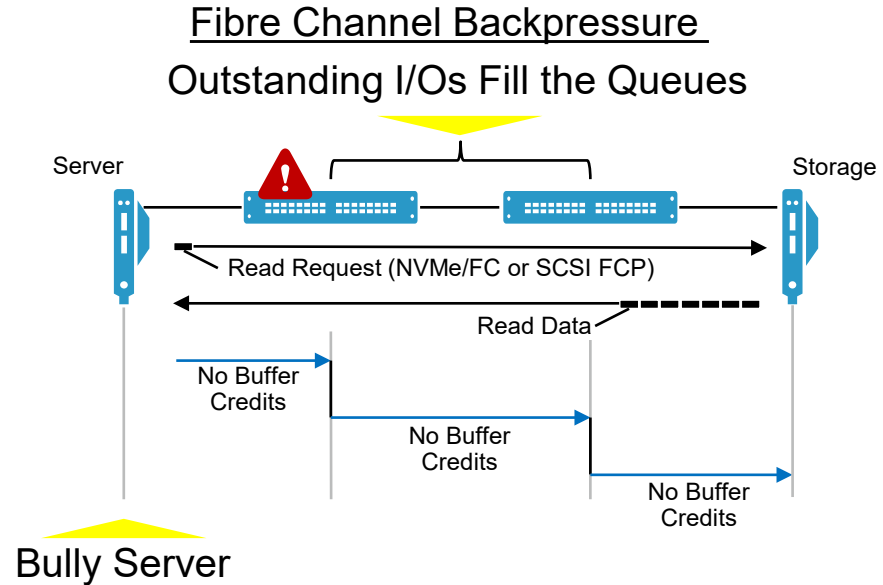 Fibre Channel Backpressure
Outstanding I/Os Fill the Queues
Server
Storage
Read Request (NVMe/FC or SCSI FCP)
Read Data
No Buffer
Credits
No Buffer
Credits
No Buffer
Credits
Bully Server